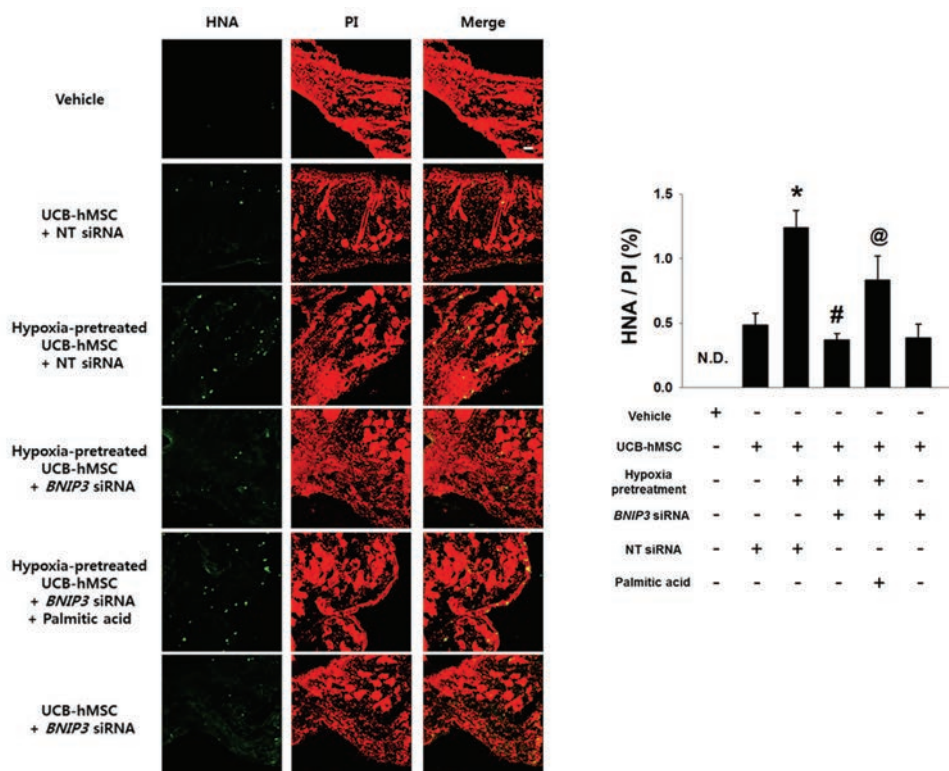 HNA PI Merge
Vehicle
UCB-hMSC
+ NT siRNA
Hypoxia-pretreated
UCB-hMSC
+ NT siRNA
Hypoxia-pretreated
UCB-hMSC
+ BNIP3 siRNA
Hypoxia-pretreated
UCB-hMSC
+ BNIP3 siRNA
+ Palmitic acid
UCB-hMSC
+ BNIP3 siRNA
HNA / PI (%)
1.5
1.0
0.5
0.0
N.D.
*
#
@
Vehicle + - - - - -
UCB-hMSC - + + + + +
Hypoxia
pretreatment - - + + + -
BNIP3 siRNA - - - + + +
NT siRNA - + + - - -
Palmitic acid - - - - + -